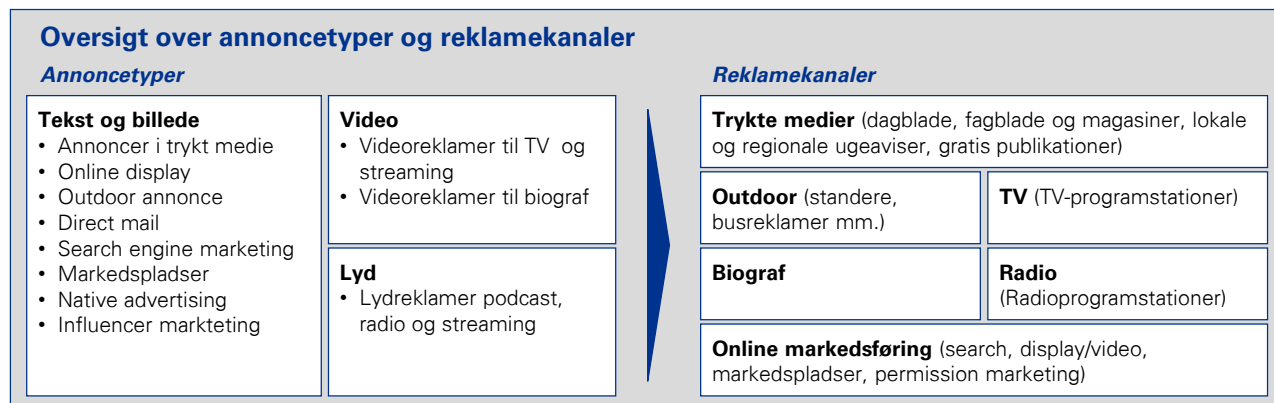 Oversigt over annoncetyper og reklamekanaler
Annoncetyper
Tekst og billede
• Annoncer i trykt medie
• Online display
• Outdoor annonce
• Direct mail
• Search engine marketing
• Markedspladser
• Native advertising
• Influencer markteting
Video
• Videoreklamer til TV og
streaming
• Videoreklamer til biograf
Lyd
• Lydreklamer podcast,
radio og streaming
Reklamekanaler
Trykte medier (dagblade, fagblade og magasiner, lokale
og regionale ugeaviser, gratis publikationer)
Outdoor (standere,
busreklamer mm.)
TV (TV-programstationer)
Biograf
Radio
(Radioprogramstationer)
Online markedsføring (search, display/video,
markedspladser, permission marketing)